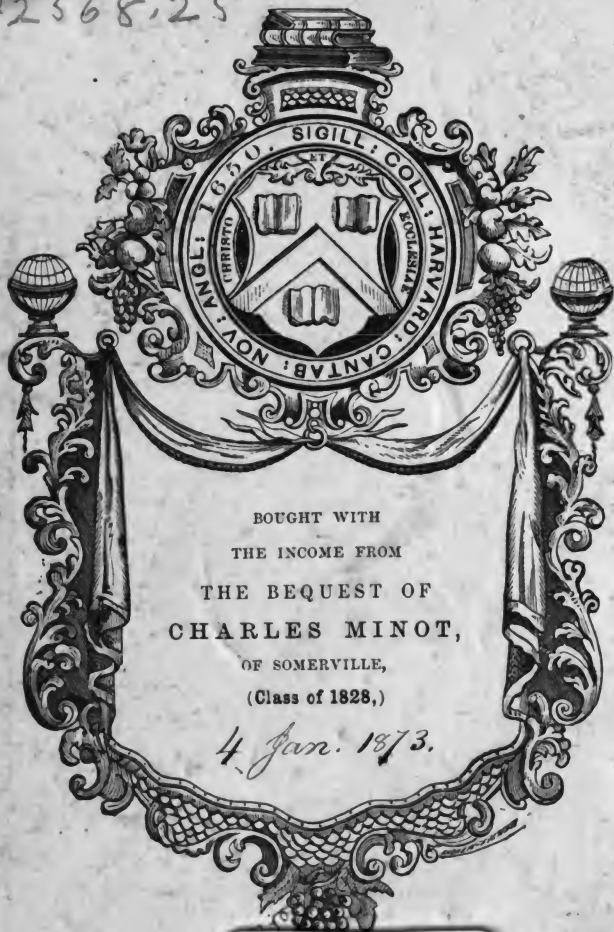 2568.25
SIGILL: COLL: HARVARD: CANTAB: NOV: ANGL: 1650.
ET
CHRISTO
ECCLESIAE
BOUGHT WITH
THE INCOME FROM
THE BEQUEST OF
CHARLES MINOT,
OF SOMERVILLE,
(Class of 1828,)
4 Jan. 1873.